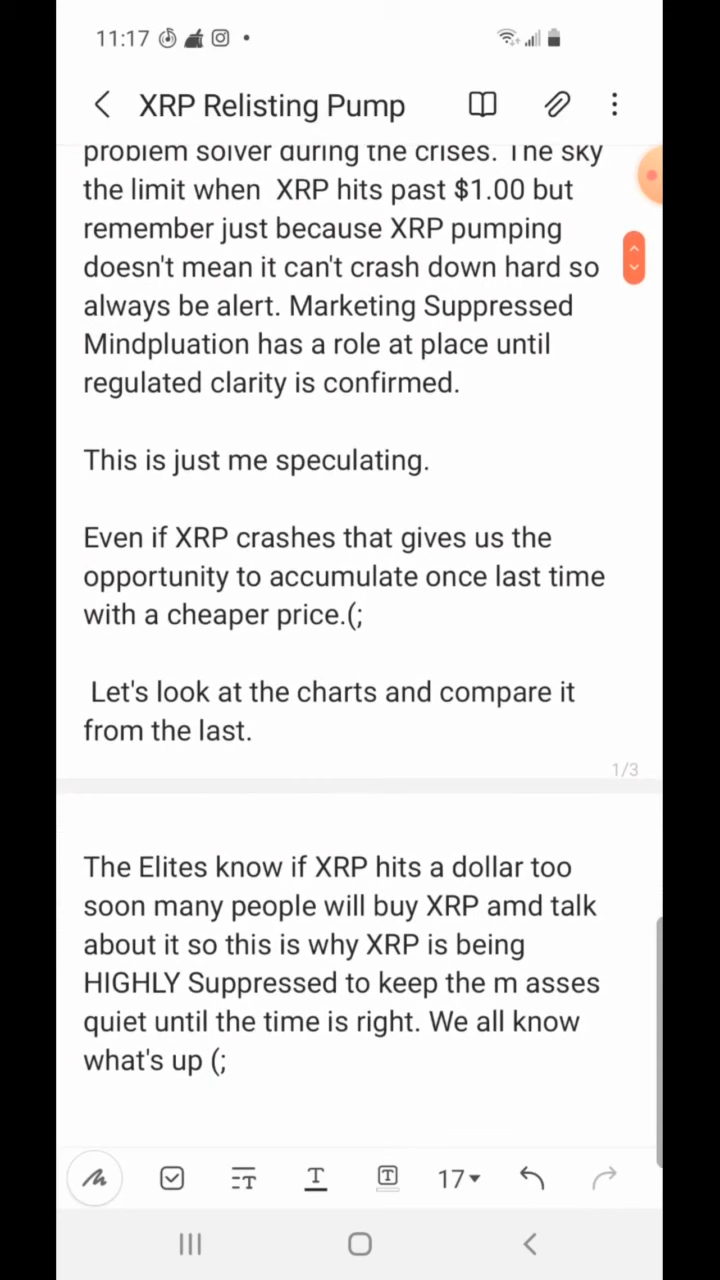 11:17
XRP Relisting Pump
problem solver during the crises. The sky
the limit when XRP hits past $1.00 but
remember just because XRP pumping
doesn't mean it can't crash down hard so
always be alert. Marketing Suppressed
Mindpluation has a role at place until
regulated clarity is confirmed.
This is just me speculating.
Even if XRP crashes that gives us the
opportunity to accumulate once last time
with a cheaper price.(;
Let's look at the charts and compare it
from the last.
1/3
The Elites know if XRP hits a dollar too
soon many people will buy XRP amd talk
about it so this is why XRP is being
HIGHLY Suppressed to keep the m asses
quiet until the time is right. We all know
what's up (;
17